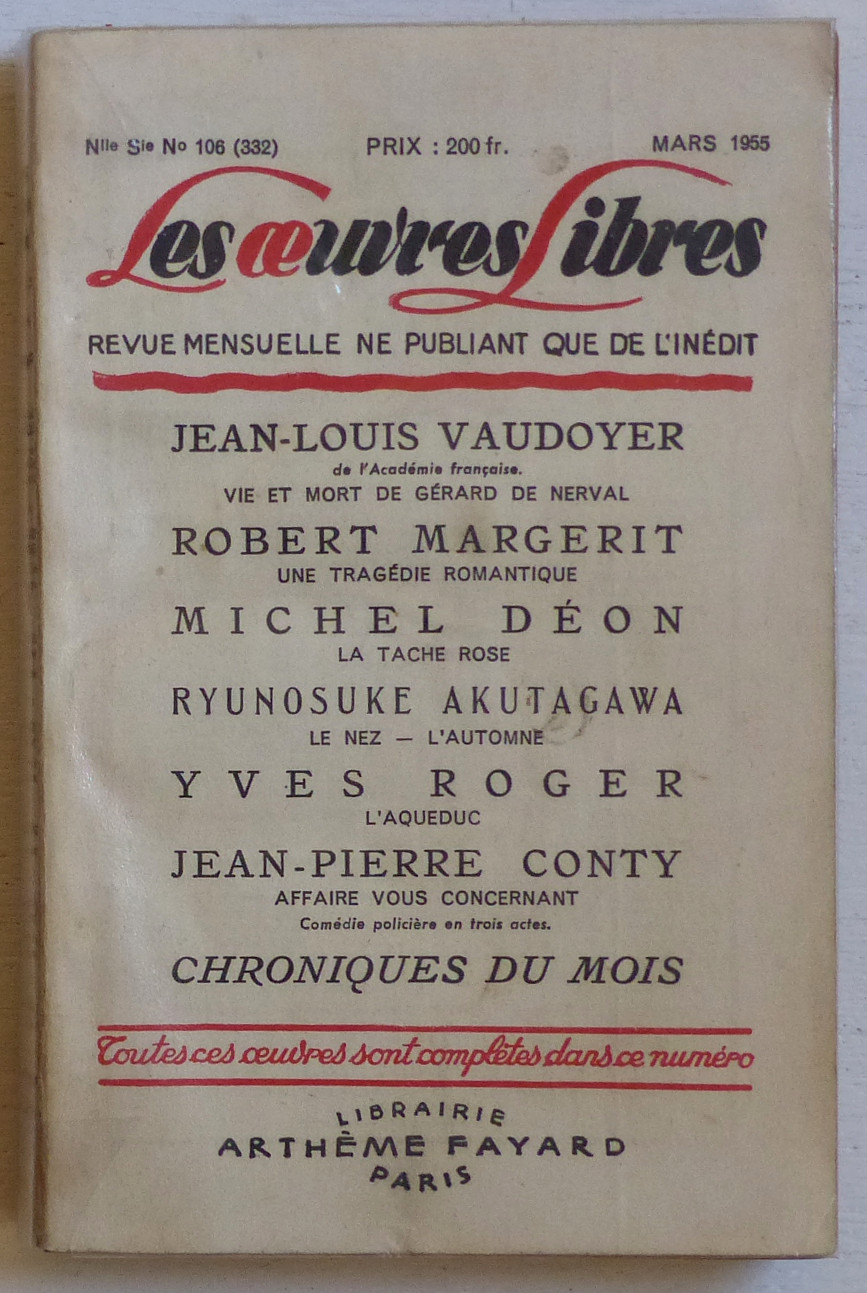 Nlle Sie No 106 (332) PRIX : 200 fr. MARS 1955
Les œuvres Libres
REVUE MENSUELLE NE PUBLIANT QUE DE L'INÉDIT
JEAN-LOUIS VAUDOYER
de l'Académie française.
VIE ET MORT DE GÉRARD DE NERVAL
ROBERT MARGERIT
UNE TRAGÉDIE ROMANTIQUE
MICHEL DÉON
LA TACHE ROSE
RYUNOSUKE AKUTAGAWA
LE NEZ — L'AUTOMNE
YVES ROGER
L'AQUEDUC
JEAN-PIERRE CONTY
AFFAIRE VOUS CONCERNANT
Comédie policière en trois actes.
CHRONIQUES DU MOIS
Toutes ces œuvres sont complètes dans ce numéro
LIBRAIRIE
ARTHÈME FAYARD
PARIS